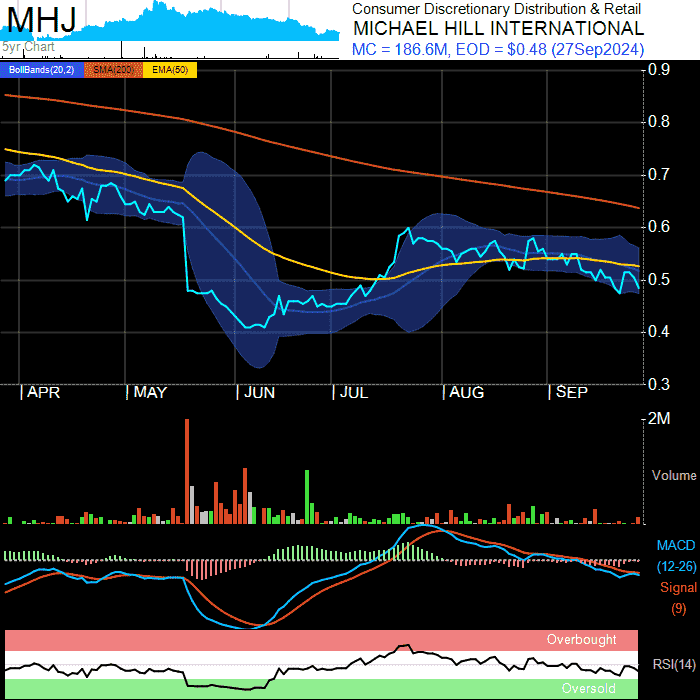 MHJ
5yr Chart
Consumer Discretionary Distribution & Retail
MICHAEL HILL INTERNATIONAL
MC = 186.6M, EOD = $0.48 (27Sep2024)
BollBands(20,2) SMA(200) EMA(50)
0.9
0.8
0.7
0.6
0.5
0.4
0.3
APR MAY JUN JUL AUG SEP
2M
Volume
MACD
(12-26)
Signal
(9)
Overbought
RSI(14)
Oversold